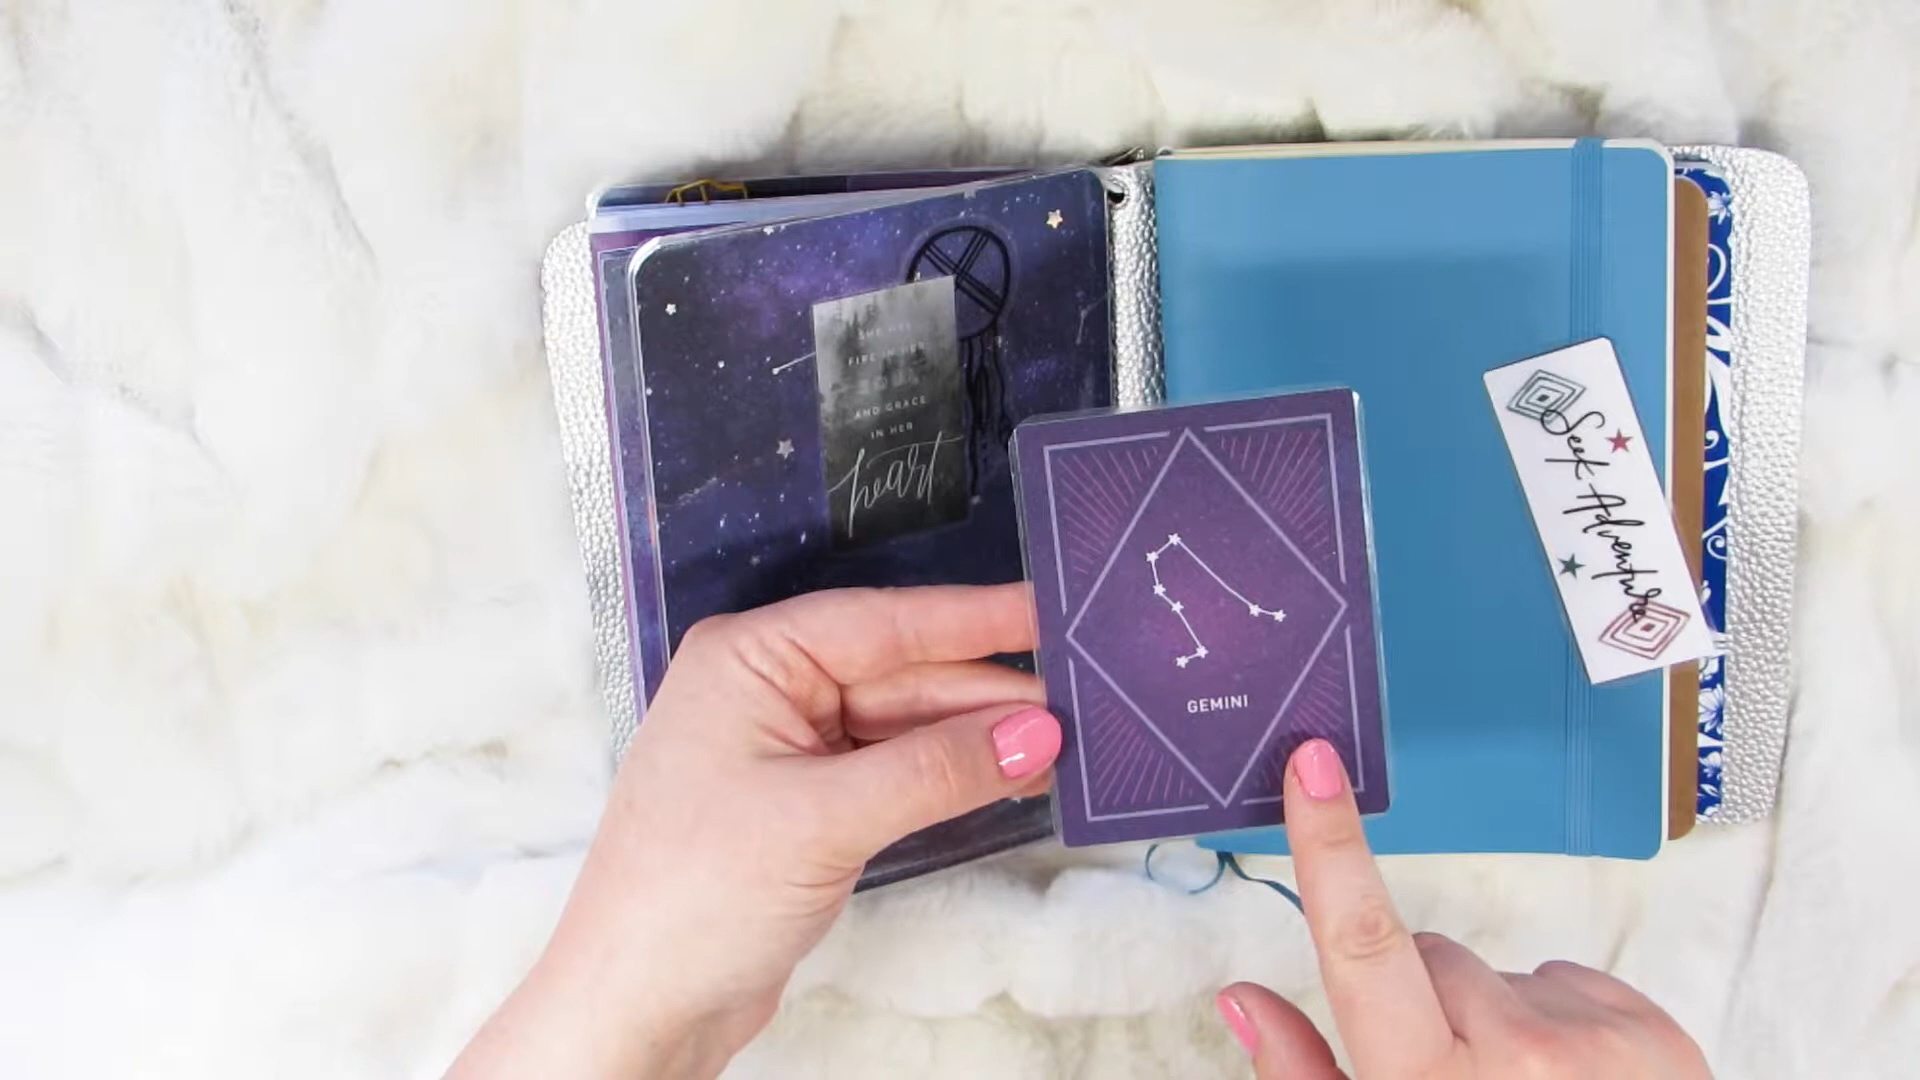 SHE HAS
FIRE IN HER
SOUL
AND GRACE
IN HER
heart
GEMINI
Seek Adventure